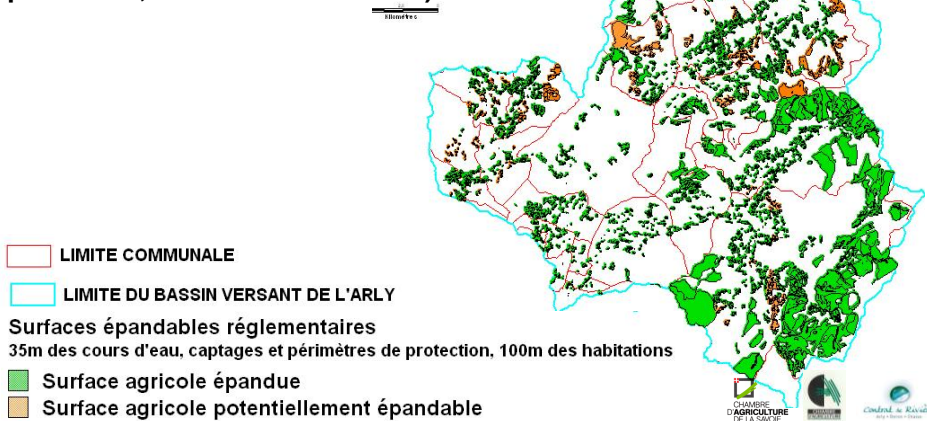 Kilomètres
LIMITE COMMUNALE
LIMITE DU BASSIN VERSANT DE L'ARLY
Surfaces épandables réglementaires
35m des cours d'eau, captages et périmètres de protection, 100m des habitations
Surface agricole épandue
Surface agricole potentiellement épandable
CHAMBRE
D'AGRICULTURE
DE LA SAVOIE